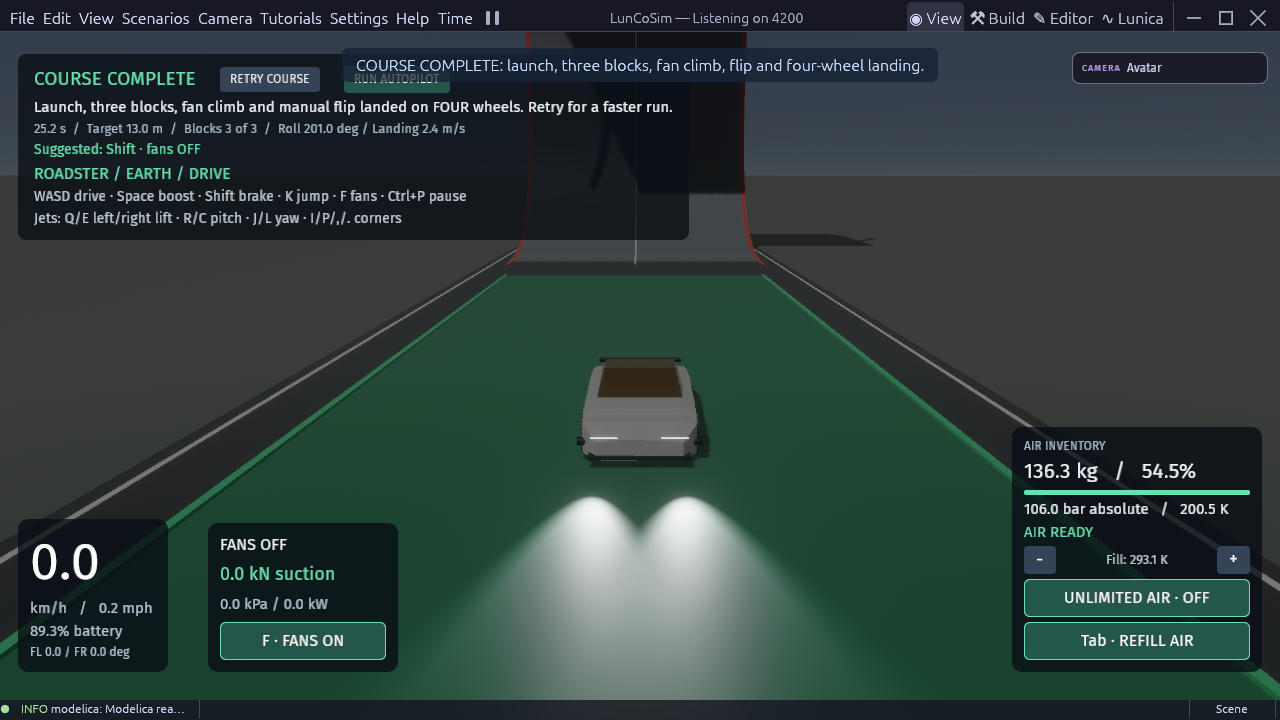 File Edit View Scenarios Camera Tutorials Settings Help Time
LunCoSim — Listening on 4200
View Build Editor Lunica
COURSE COMPLETE: launch, three blocks, fan climb, flip and four-wheel landing.
CAMERA Avatar
COURSE COMPLETE RETRY COURSE RUN AUTOPILOT
Launch, three blocks, fan climb and manual flip landed on FOUR wheels. Retry for a faster run.
25.2 s / Target 13.0 m / Blocks 3 of 3 / Roll 201.0 deg / Landing 2.4 m/s
Suggested: Shift · fans OFF
ROADSTER / EARTH / DRIVE
WASD drive · Space boost · Shift brake · K jump · F fans · Ctrl+P pause
Jets: Q/E left/right lift · R/C pitch · J/L yaw · I/P/,/. corners
0.0
km/h / 0.2 mph
89.3% battery
FL 0.0 / FR 0.0 deg
FANS OFF
0.0 kN suction
0.0 kPa / 0.0 kW
F · FANS ON
AIR INVENTORY
136.3 kg / 54.5%
106.0 bar absolute / 200.5 K
AIR READY
- Fill: 293.1 K +
UNLIMITED AIR · OFF
Tab · REFILL AIR
INFO modelica: Modelica rea...
Scene